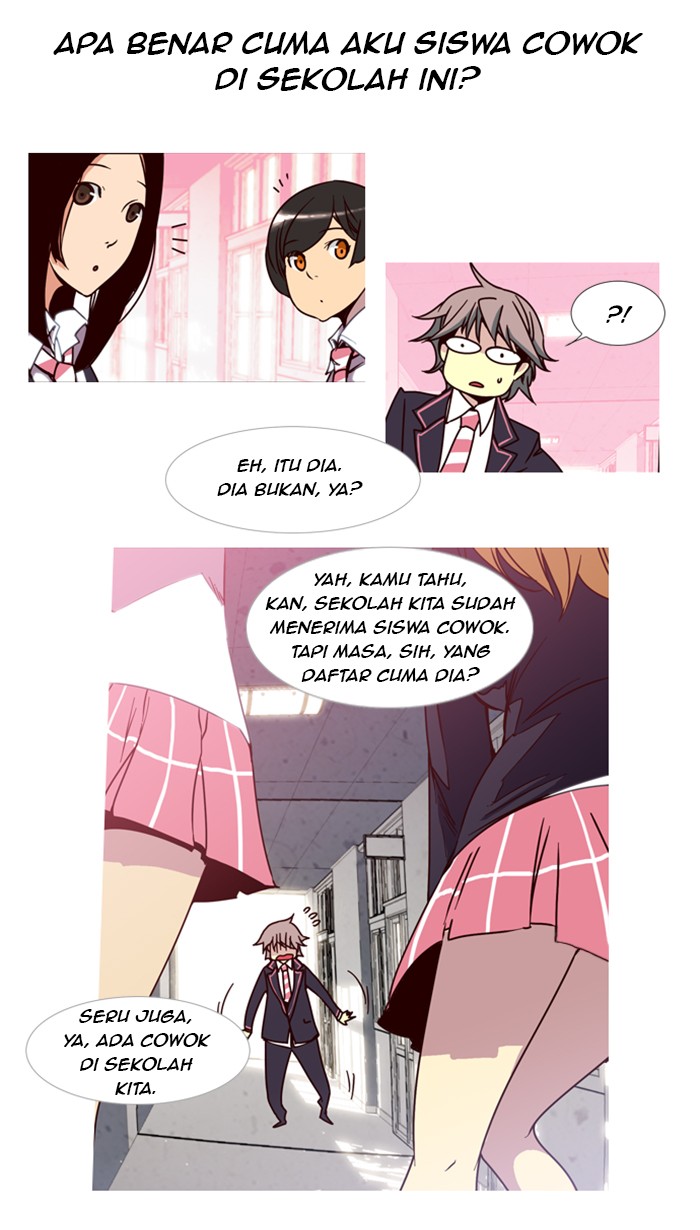 APA BENAR CUMA AKU SISWA COWOK
DI SEKOLAH INI?
?!
EH, ITU DIA.
DIA BUKAN, YA?
YAH, KAMU TAHU,
KAN, SEKOLAH KITA SUDAH
MENERIMA SISWA COWOK.
TAPI MASA, SIH, YANG
DAFTAR CUMA DIA?
SERU JUGA,
YA, ADA COWOK
DI SEKOLAH
KITA.